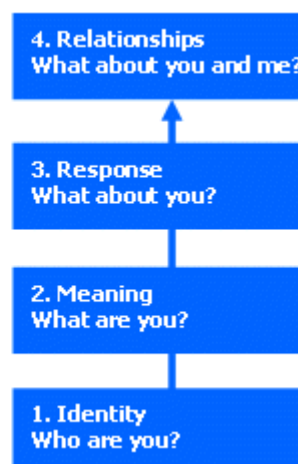 4. Relationships
What about you and me?
3. Response
What about you?
2. Meaning
What are you?
1. Identity
Who are you?